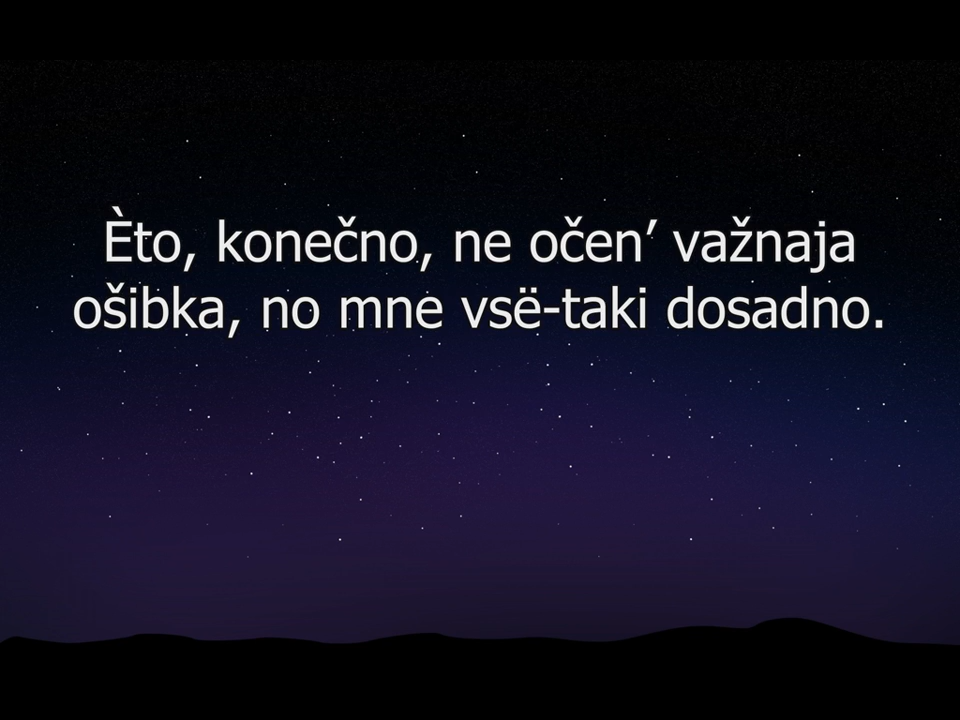 Èto, konečno, ne očen’ važnaja
ošibka, no mne vsë-taki dosadno.